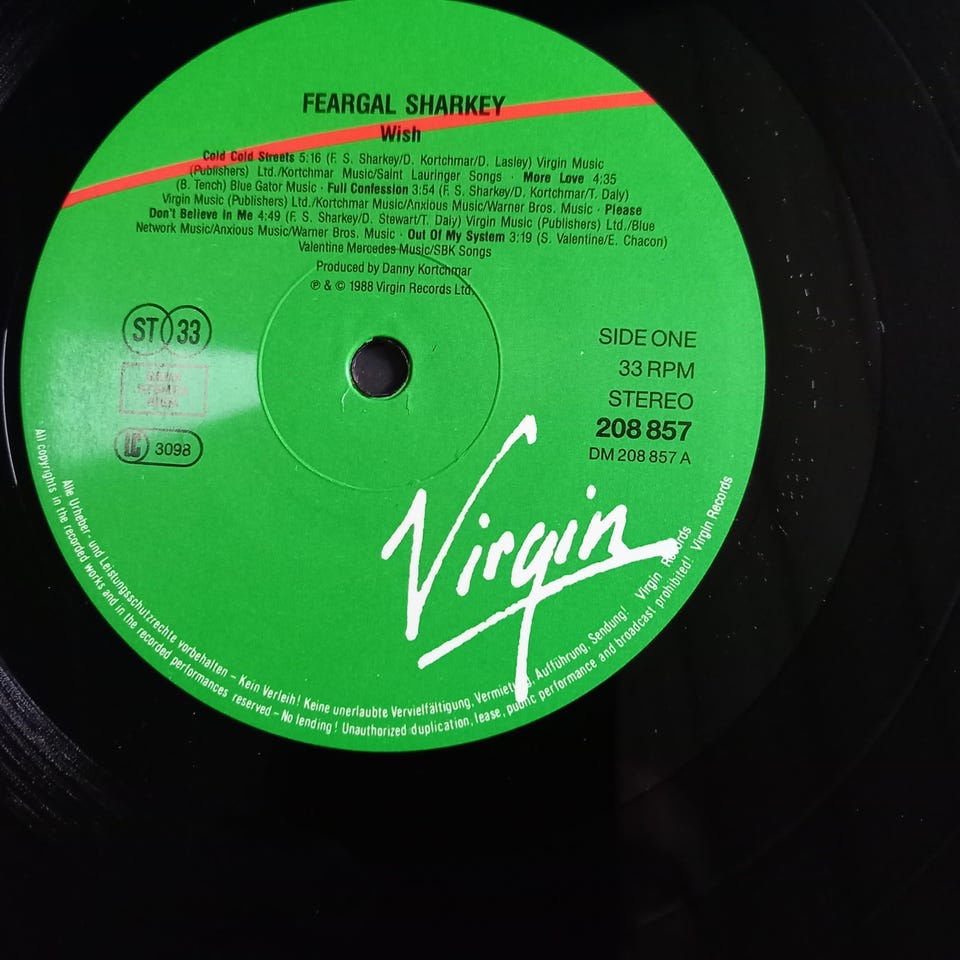 FEARGAL SHARKEY
Wish
Cold Cold Streets 5:16 (F. S. Sharkey/D. Kortchmar/D. Lasley) Virgin Music
(Publishers) Ltd./Kortchmar Music/Saint Lauringer Songs · More Love 4:35
(B. Tench) Blue Gator Music · Full Confession 3:54 (F. S. Sharkey/D. Kortchmar/T. Daly)
Virgin Music (Publishers) Ltd./Kortchmar Music/Anxious Music/Warner Bros. Music · Please
Don't Believe In Me 4:49 (F. S. Sharkey/D. Stewart/T. Daly) Virgin Music (Publishers) Ltd./Blue
Network Music/Anxious Music/Warner Bros. Music · Out Of My System 3:19 (S. Valentine/E. Chacon)
Valentine Mercedes Music/SBK Songs
Produced by Danny Kortchmar
℗ & © 1988 Virgin Records Ltd.
ST 33
LC 3098
SIDE ONE
33 RPM
STEREO
208 857
DM 208 857 A
Virgin
Alle Urheber- und Leistungsschutzrechte vorbehalten – Kein Verleih! Keine unerlaubte Vervielfältigung, Vermietung, Aufführung, Sendung! Virgin Records
All copyrights in the recorded works and in the recorded performances reserved – No lending! Unauthorized duplication, lease, public performance and broadcast prohibited! Virgin Records